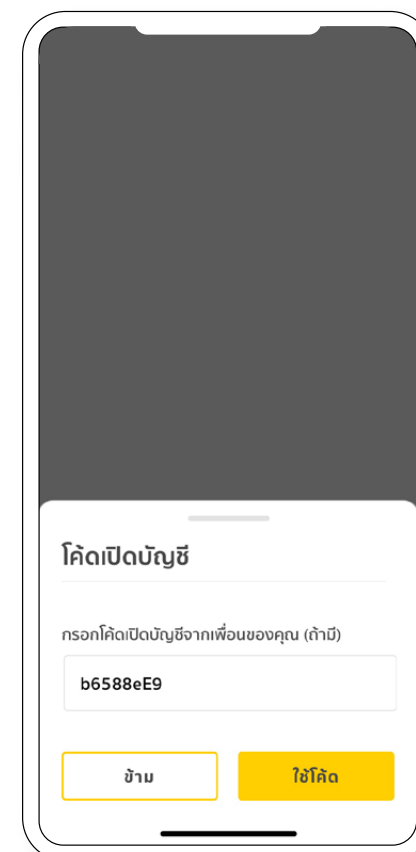 โค้ดเปิดบัญชี
กรอกโค้ดเปิดบัญชีจากเพื่อนของคุณ (ถ้ามี)
b6588eE9
ข้าม
ใช้โค้ด